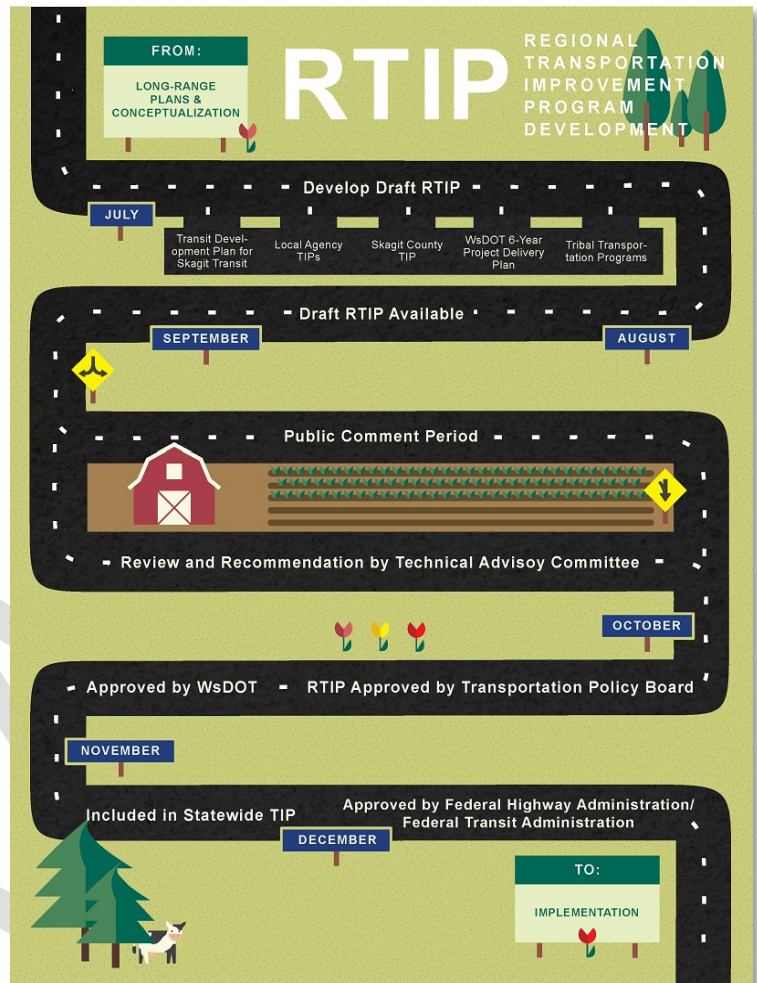 FROM:
LONG-RANGE
PLANS &
CONCEPTUALIZATION
RTIP
REGIONAL
TRANSPORTATION
IMPROVEMENT
PROGRAM
DEVELOPMENT
Develop Draft RTIP
JULY
Transit Devel-
opment Plan for
Skagit Transit
Local Agency
TIPs
Skagit County
TIP
WsDOT 6-Year
Project Delivery
Plan
Tribal Transpor-
tation Programs
Draft RTIP Available
SEPTEMBER
AUGUST
Public Comment Period
Review and Recommendation by Technical Advisoy Committee
OCTOBER
Approved by WsDOT
RTIP Approved by Transportation Policy Board
NOVEMBER
Included in Statewide TIP
Approved by Federal Highway Administration/
Federal Transit Administration
DECEMBER
TO:
IMPLEMENTATION